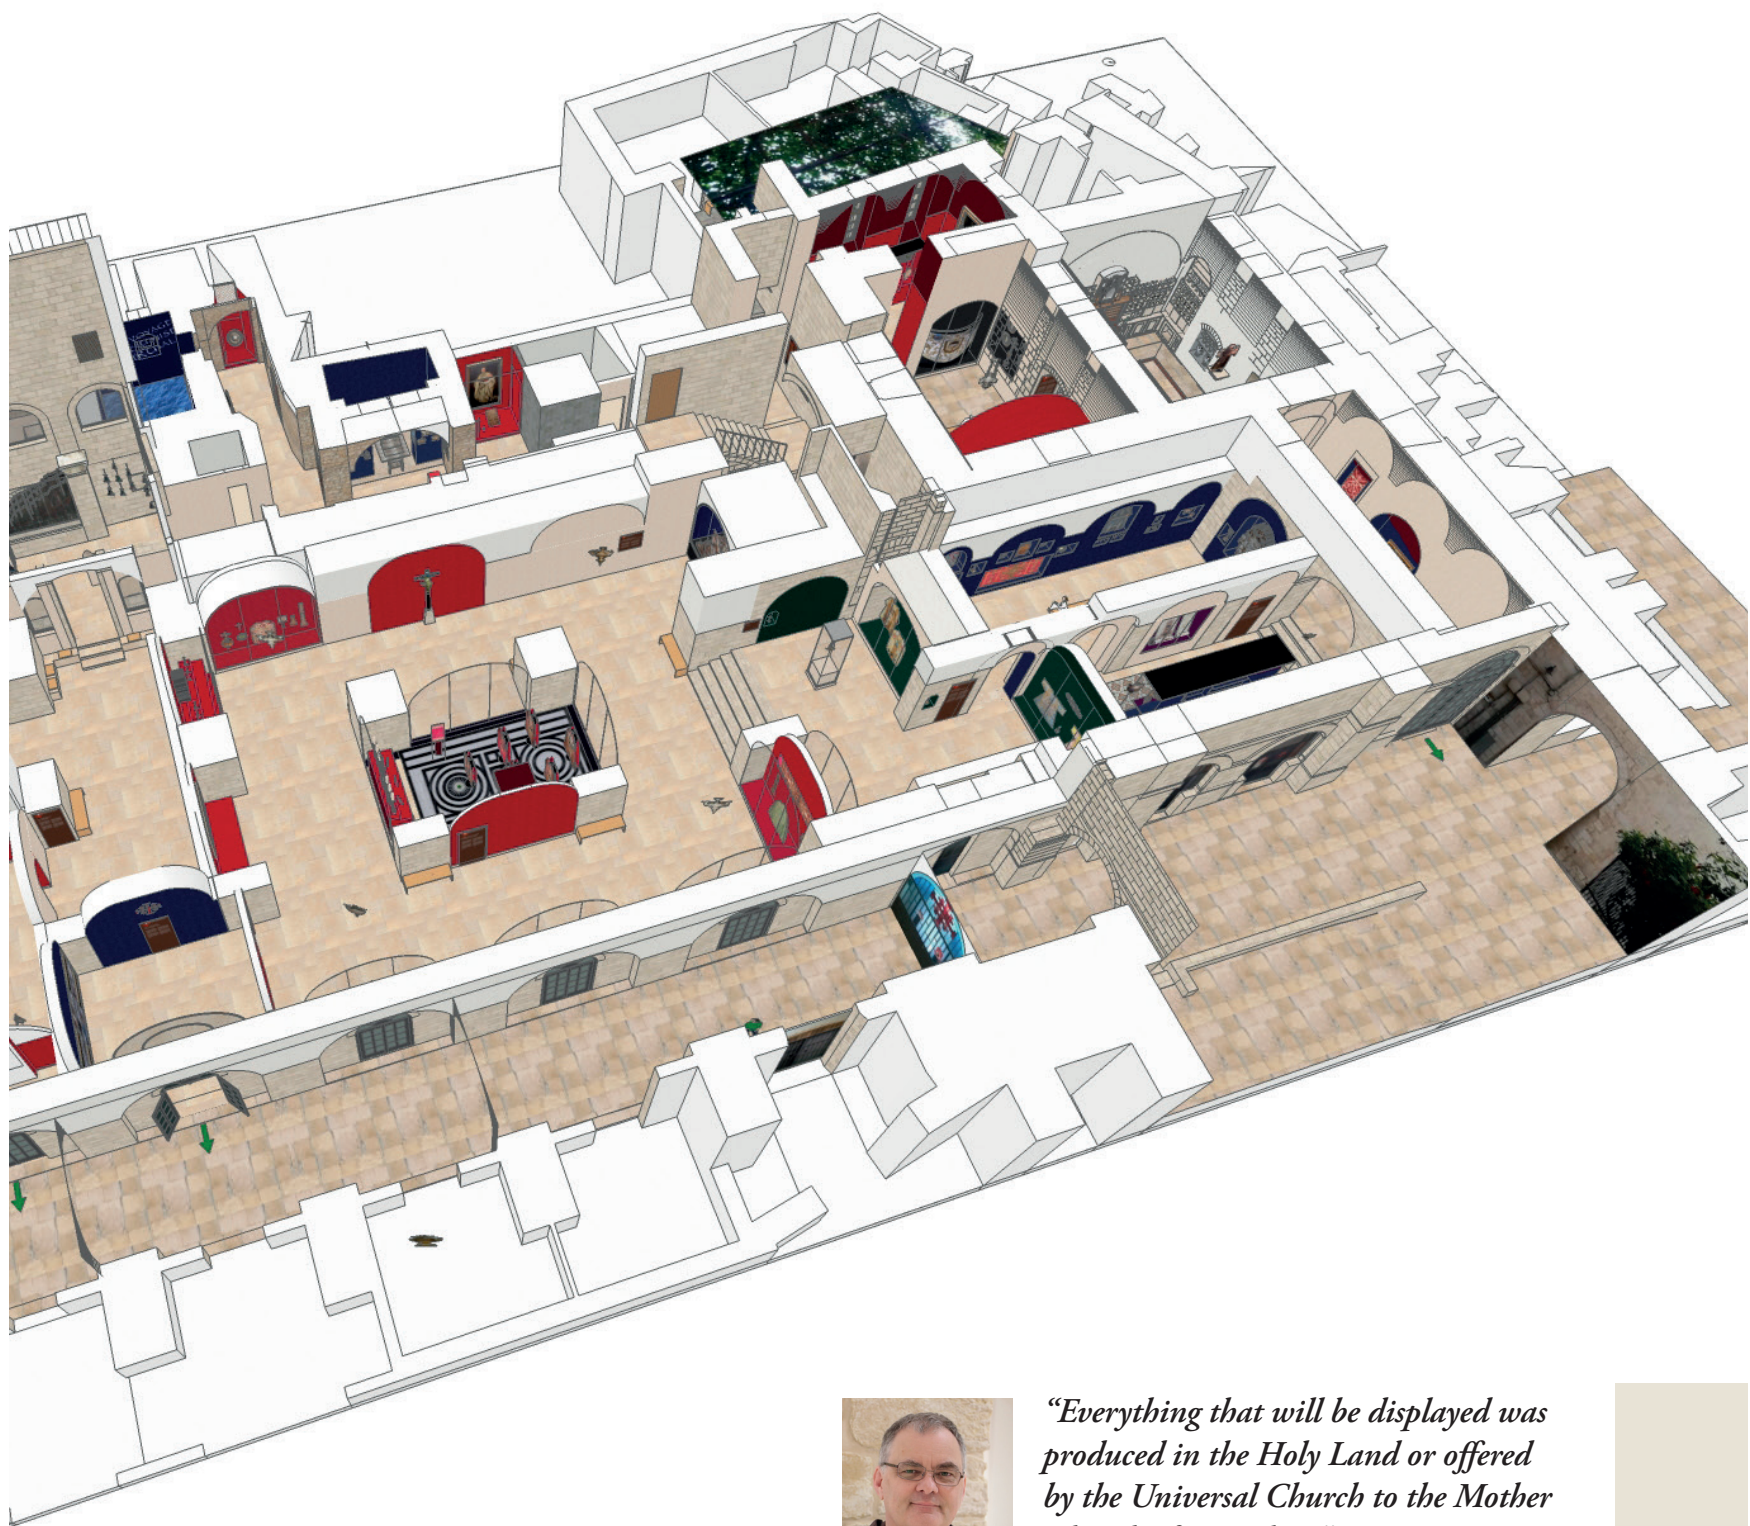 “Everything that will be displayed was
produced in the Holy Land or offered
by the Universal Church to the Mother